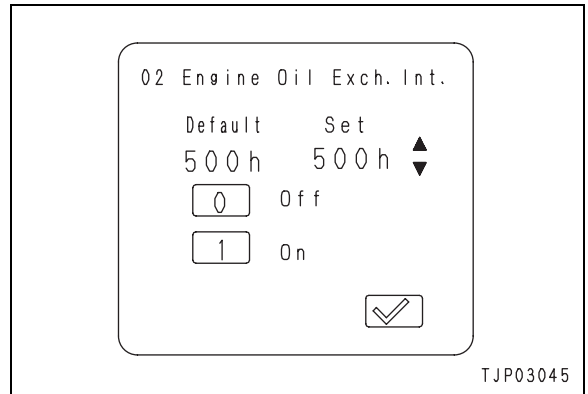 02 Engine Oil Exch.Int.
Default Set
500h 500h ▲▼
0 Off
1 On
TJP03045